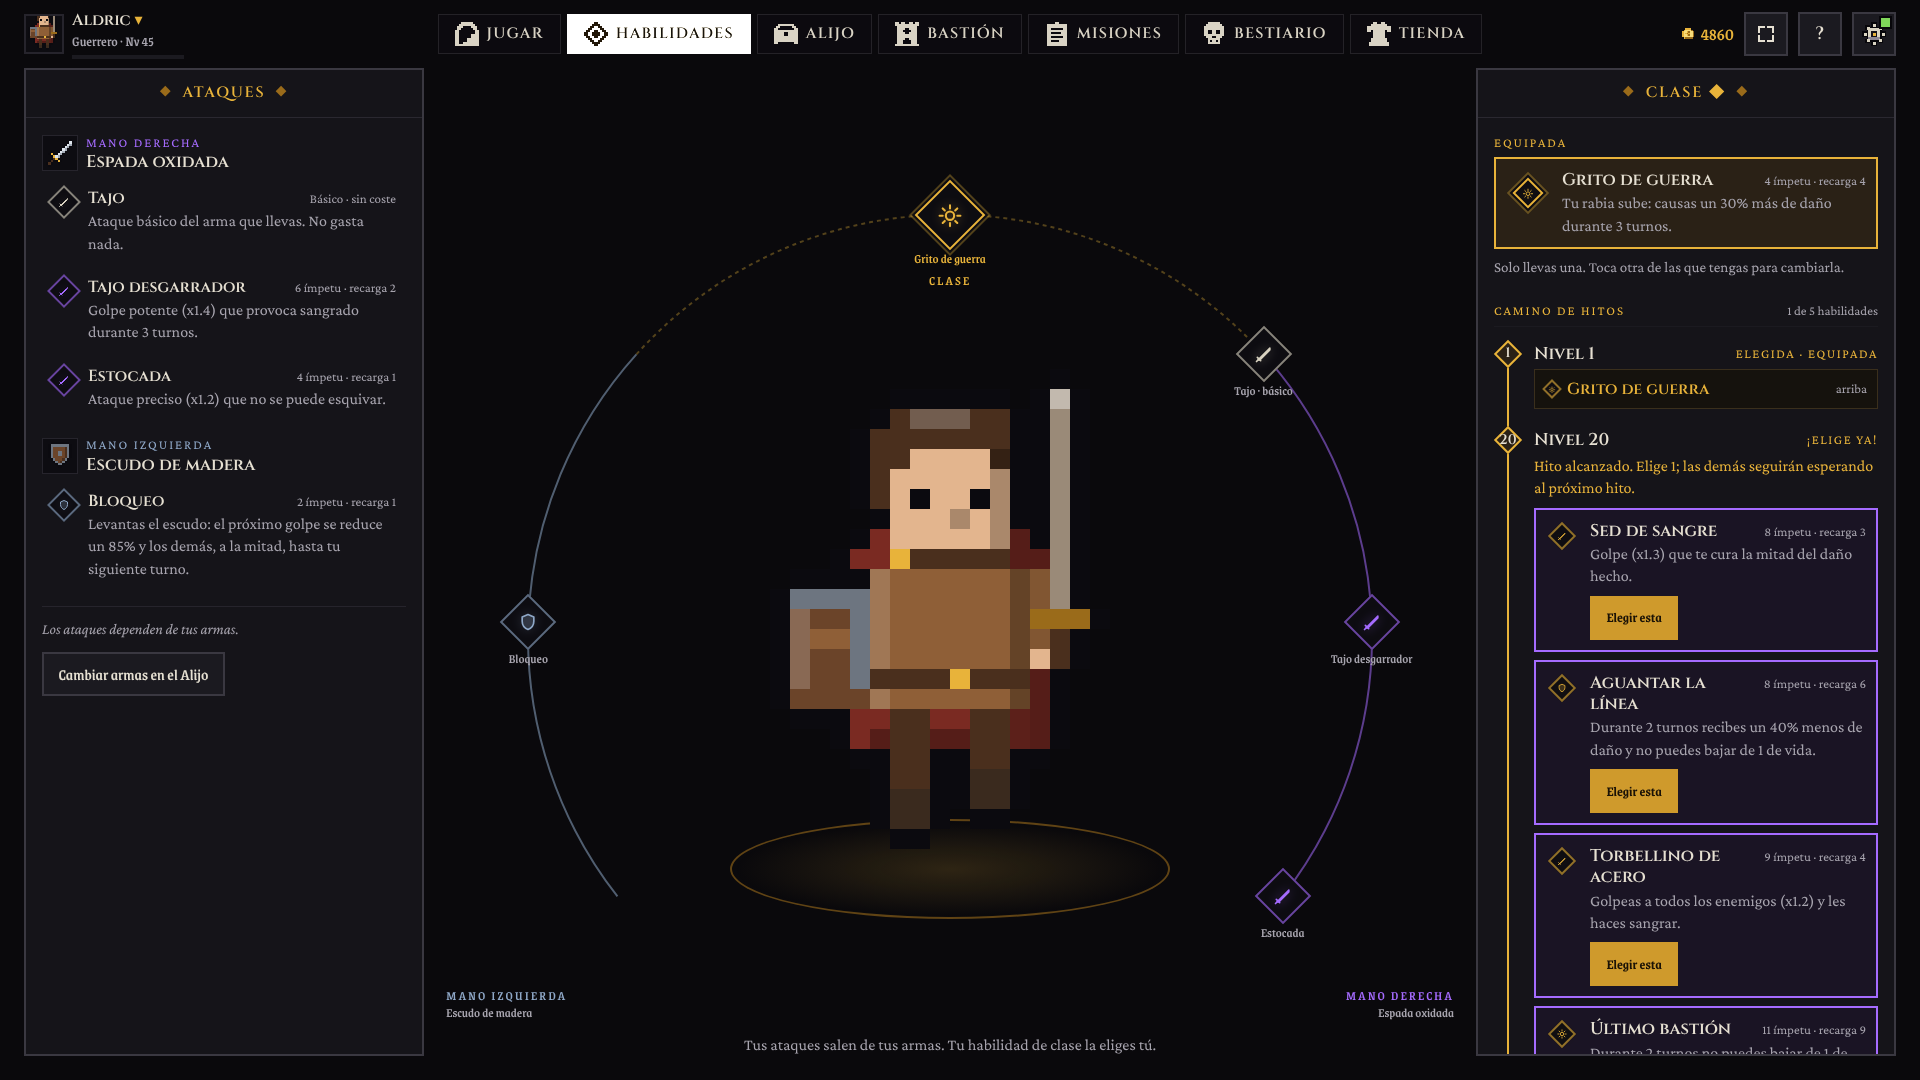 ALDRIC ▾
Guerrero · Nv 45
JUGAR
HABILIDADES
ALIJO
BASTIÓN
MISIONES
BESTIARIO
TIENDA
4860
?
ATAQUES
MANO DERECHA
ESPADA OXIDADA
TAJO
Básico · sin coste
Ataque básico del arma que llevas. No gasta
nada.
TAJO DESGARRADOR
6 ímpetu · recarga 2
Golpe potente (x1.4) que provoca sangrado
durante 3 turnos.
ESTOCADA
4 ímpetu · recarga 1
Ataque preciso (x1.2) que no se puede esquivar.
MANO IZQUIERDA
ESCUDO DE MADERA
BLOQUEO
2 ímpetu · recarga 1
Levantas el escudo: el próximo golpe se reduce
un 85% y los demás, a la mitad, hasta tu
siguiente turno.
Los ataques dependen de tus armas.
Cambiar armas en el Alijo
Grito de guerra
CLASE
Tajo · básico
Bloqueo
Tajo desgarrador
Estocada
MANO IZQUIERDA
Escudo de madera
MANO DERECHA
Espada oxidada
Tus ataques salen de tus armas. Tu habilidad de clase la eliges tú.
CLASE
EQUIPADA
GRITO DE GUERRA
4 ímpetu · recarga 4
Tu rabia sube: causas un 30% más de daño
durante 3 turnos.
Solo llevas una. Toca otra de las que tengas para cambiarla.
CAMINO DE HITOS
1 de 5 habilidades
1
NIVEL 1
ELEGIDA · EQUIPADA
GRITO DE GUERRA
arriba
20
NIVEL 20
¡ELIGE YA!
Hito alcanzado. Elige 1; las demás seguirán esperando
al próximo hito.
SED DE SANGRE
8 ímpetu · recarga 3
Golpe (x1.3) que te cura la mitad del daño
hecho.
Elegir esta
AGUANTAR LA
LÍNEA
8 ímpetu · recarga 6
Durante 2 turnos recibes un 40% menos de
daño y no puedes bajar de 1 de vida.
Elegir esta
TORBELLINO DE
ACERO
9 ímpetu · recarga 4
Golpeas a todos los enemigos (x1.2) y les
haces sangrar.
Elegir esta
ÚLTIMO BASTIÓN
11 ímpetu · recarga 9
Durante 2 turnos no puedes bajar de 1 de